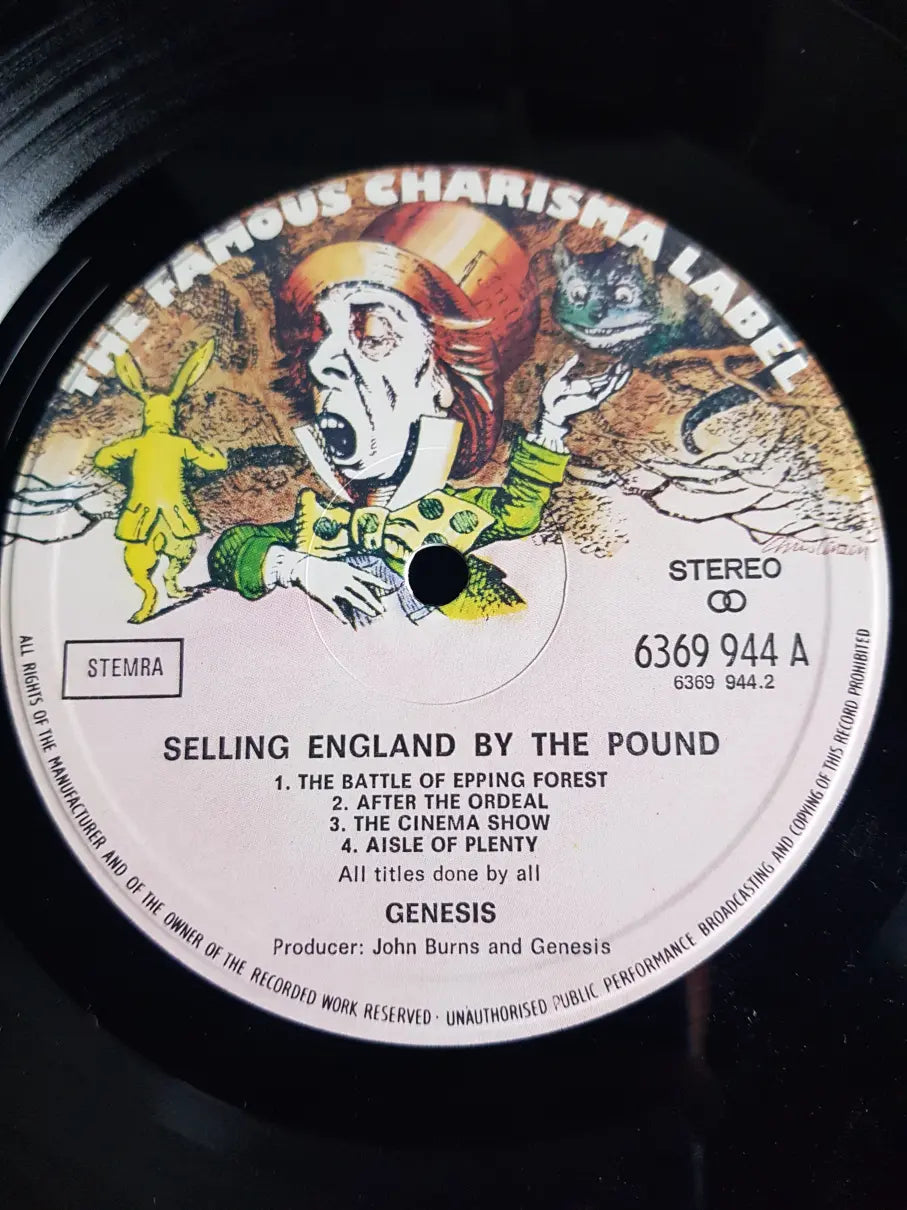 THE FAMOUS CHARISMA LABEL
Christensen
STEREO
STEMRA
6369 944 A
6369 944.2
SELLING ENGLAND BY THE POUND
1. THE BATTLE OF EPPING FOREST
2. AFTER THE ORDEAL
3. THE CINEMA SHOW
4. AISLE OF PLENTY
All titles done by all
GENESIS
Producer: John Burns and Genesis
ALL RIGHTS OF THE MANUFACTURER AND OF THE OWNER OF THE RECORDED WORK RESERVED · UNAUTHORISED PUBLIC PERFORMANCE BROADCASTING AND COPYING OF THIS RECORD PROHIBITED